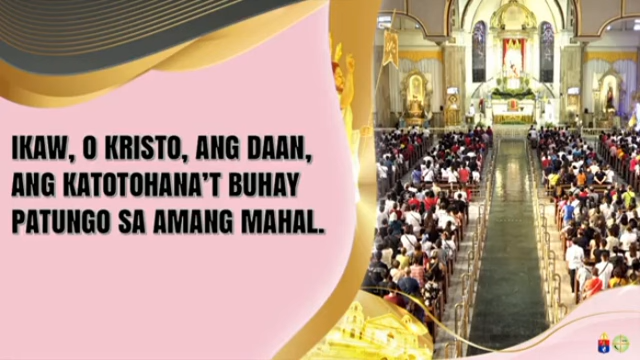 IKAW, O KRISTO, ANG DAAN,
ANG KATOTOHANA’T BUHAY
PATUNGO SA AMANG MAHAL.